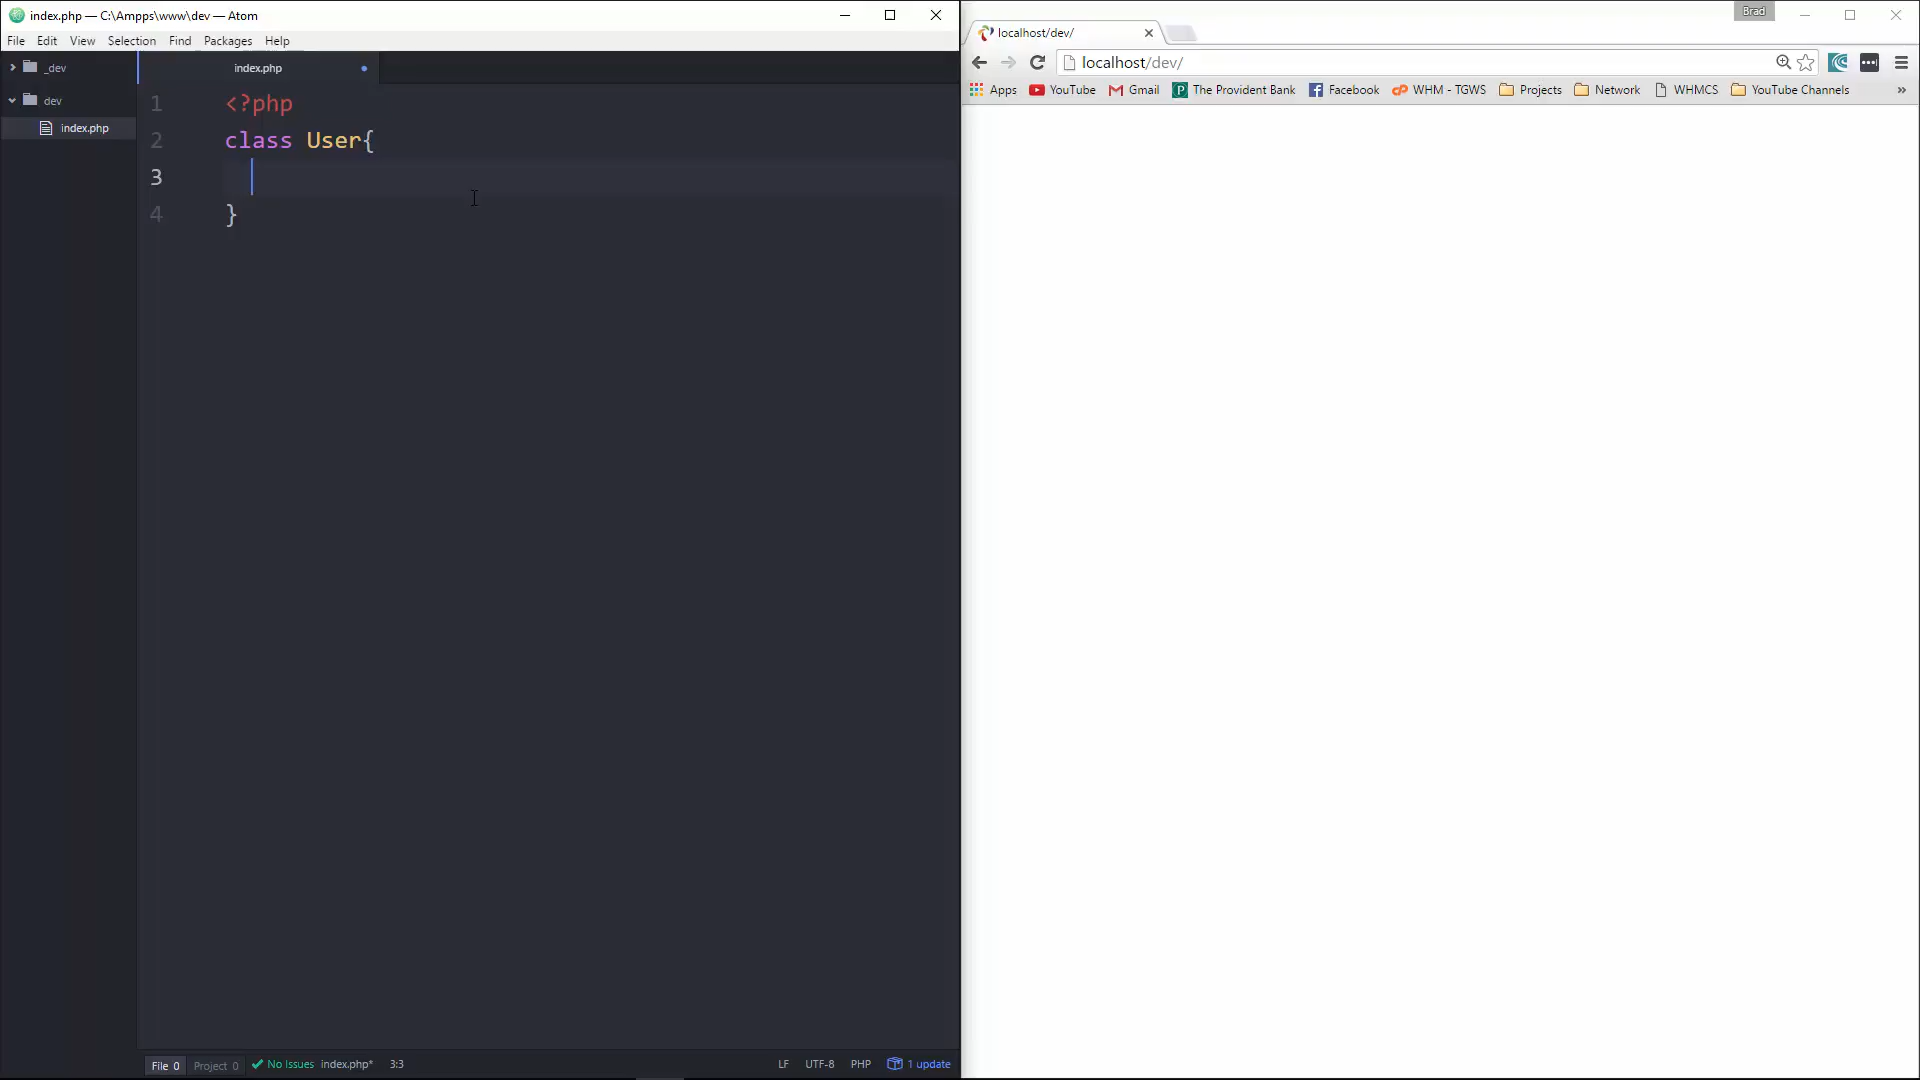 index.php — C:\Ampps\www\dev — Atom
File Edit View Selection Find Packages Help
_dev
dev
index.php
index.php
1 <?php
2 class User{
3
4 }
File 0 Project 0 No Issues index.php* 3:3 LF UTF-8 PHP 1 update
Brad
localhost/dev/
localhost/dev/
Apps YouTube Gmail The Provident Bank Facebook WHM - TGWS Projects Network WHMCS YouTube Channels »